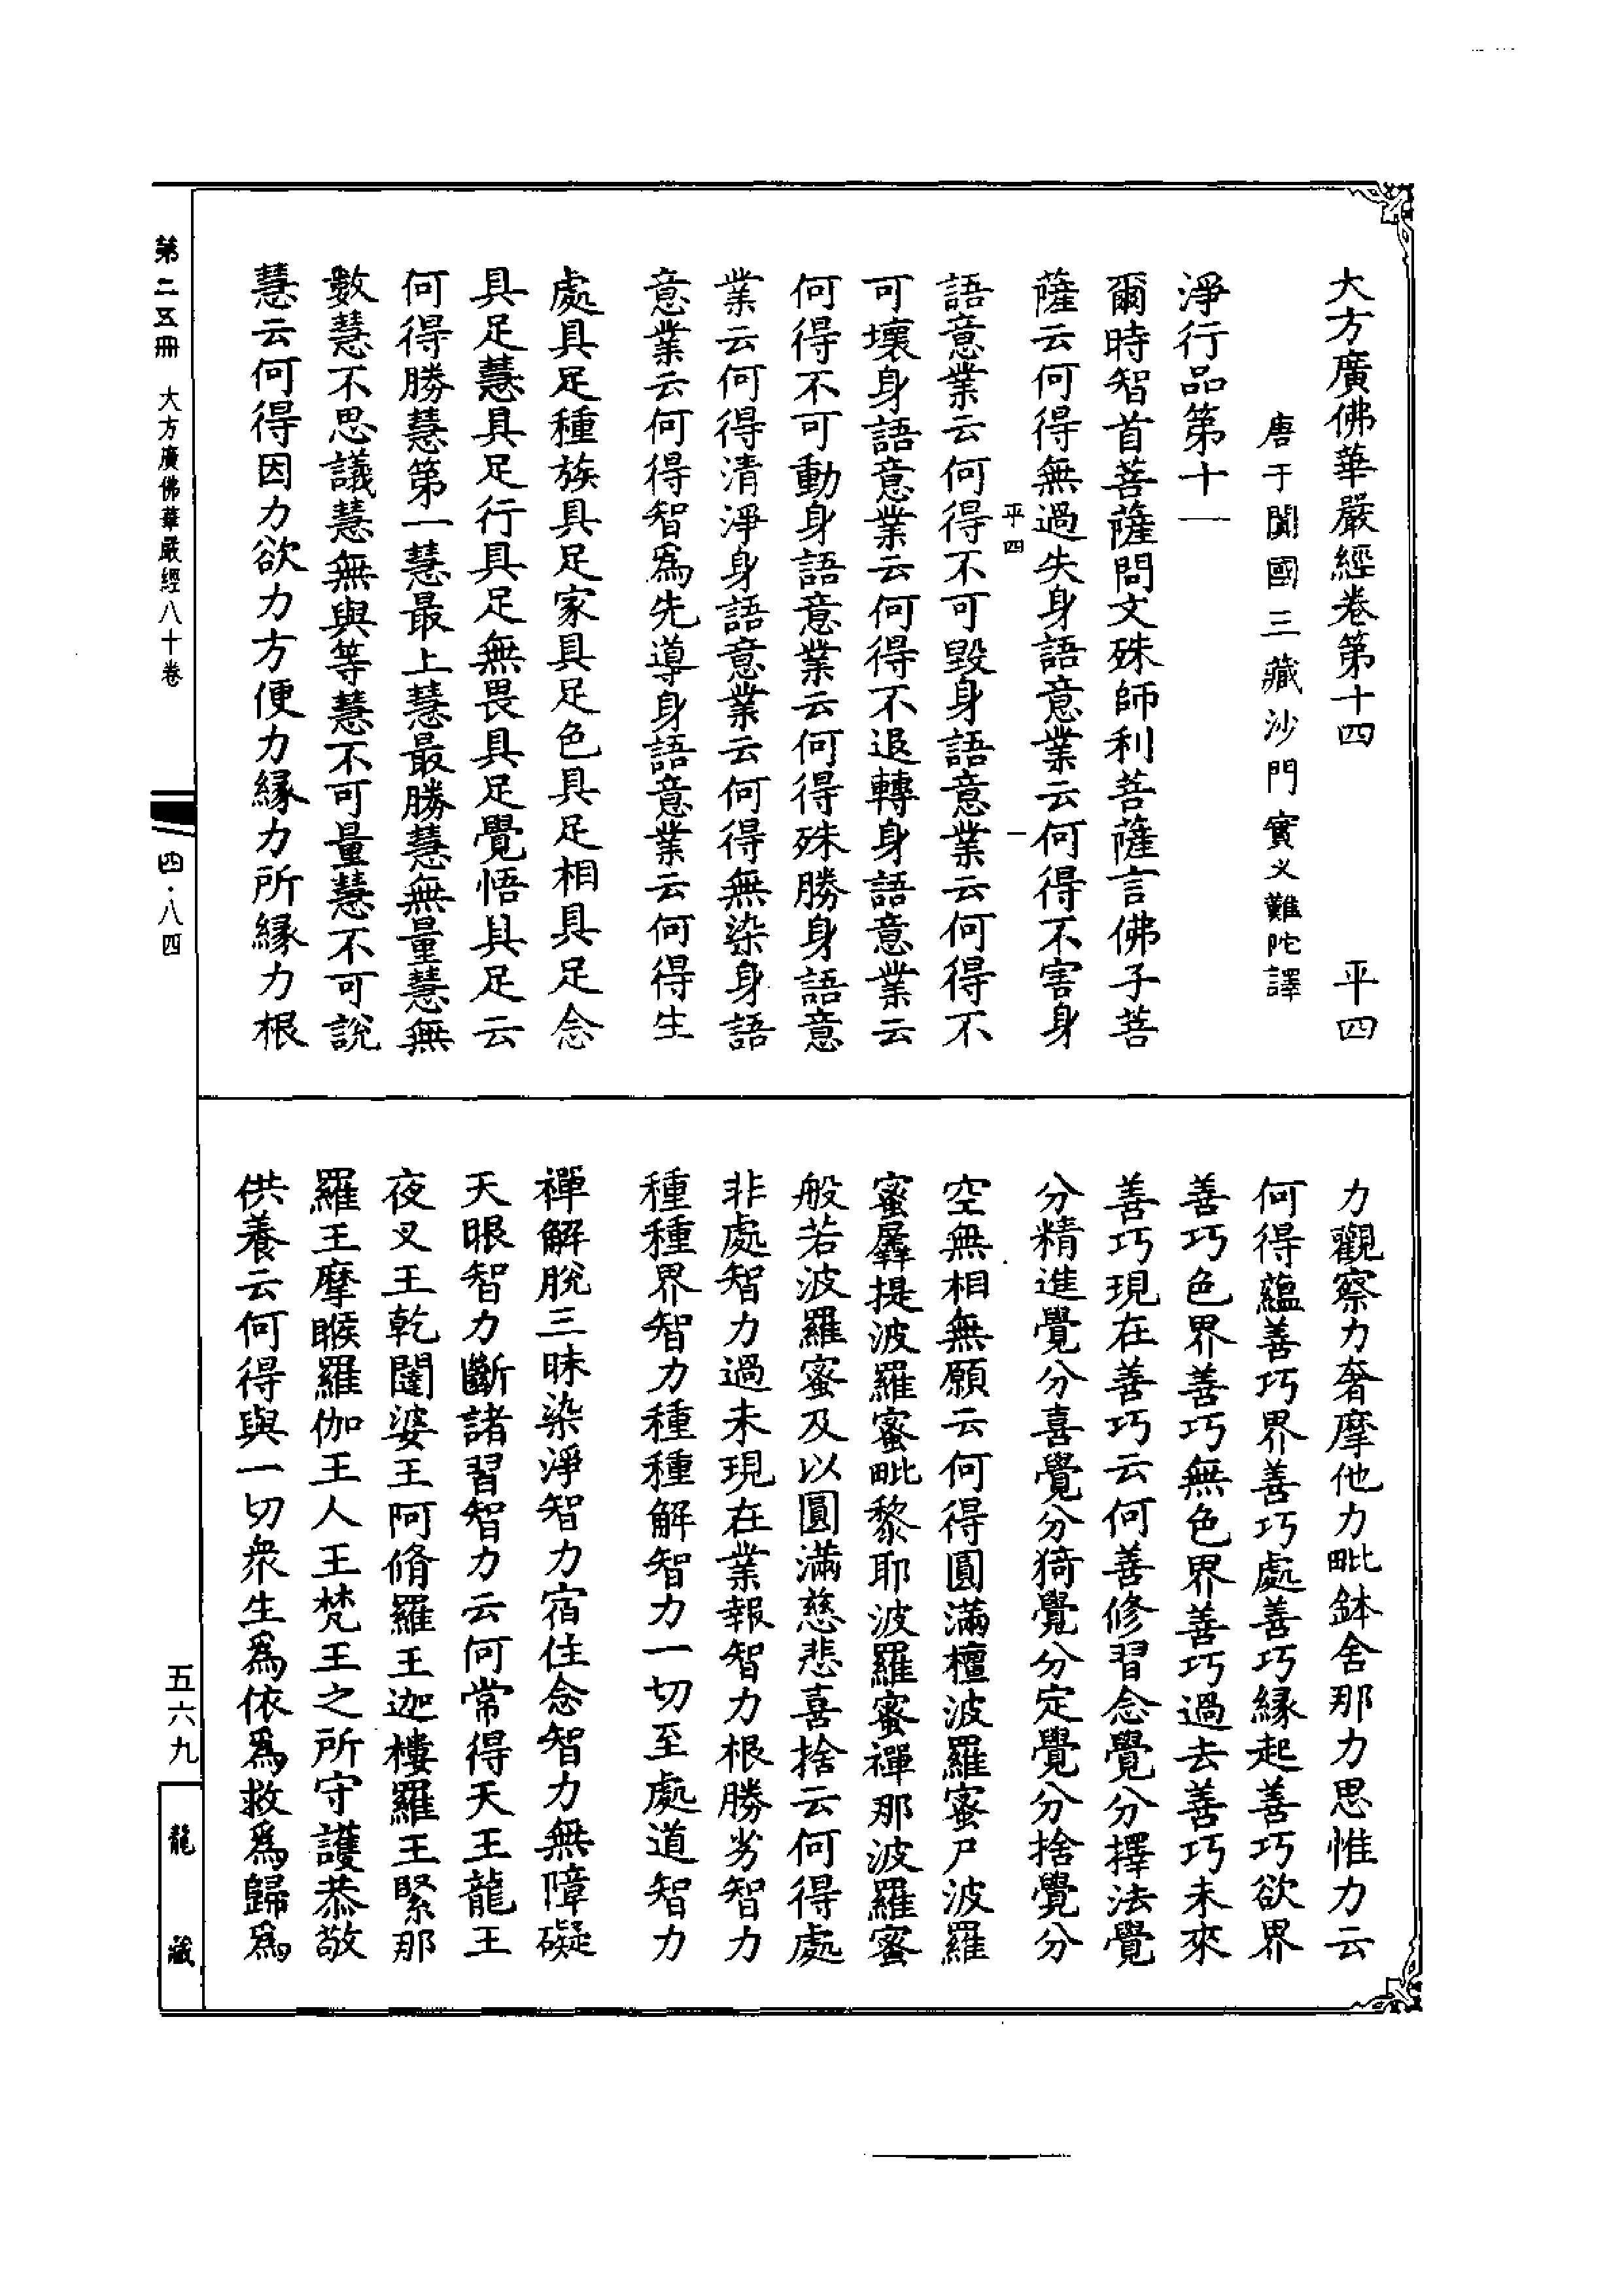 大方廣佛華嚴經卷第十四 平四
唐于闐國三藏沙門實叉難陀譯
淨行品第十一
爾時智首菩薩問文殊師利菩薩言佛子菩
薩云何得無過失身語意業云何得不害身
平四 一
語意業云何得不可毀身語意業云何得不
可壞身語意業云何得不退轉身語意業云
何得不可動身語意業云何得殊勝身語意
業云何得清淨身語意業云何得無染身語
意業云何得智為先導身語意業云何得生
處具足種族具足家具足色具足相具足念
具足慧具足行具足無畏具足覺悟具足云
何得勝慧第一慧最上慧最勝慧無量慧無
數慧不思議慧無與等慧不可量慧不可說
慧云何得因力欲力方便力緣力所緣力根
力觀察力奢摩他力毗鉢舍那力思惟力云
何得蘊善巧界善巧處善巧緣起善巧欲界
善巧色界善巧無色界善巧過去善巧未來
善巧現在善巧云何善修習念覺分擇法覺
分精進覺分喜覺分猗覺分定覺分捨覺分
空無相無願云何得圓滿檀波羅蜜尸波羅
蜜羼提波羅蜜毗黎耶波羅蜜禪那波羅蜜
般若波羅蜜及以圓滿慈悲喜捨云何得處
非處智力過未現在業報智力根勝劣智力
種種界智力種種解智力一切至處道智力
禪解脫三昧染淨智力宿住念智力無障礙
天眼智力斷諸習智力云何常得天王龍王
夜叉王乾闥婆王阿脩羅王迦樓羅王緊那
羅王摩睺羅伽王人王梵王之所守護恭敬
供養云何得與一切衆生為依為救為歸為
第二五冊 大方廣佛華嚴經八十卷 四·八四
五六九
龍藏